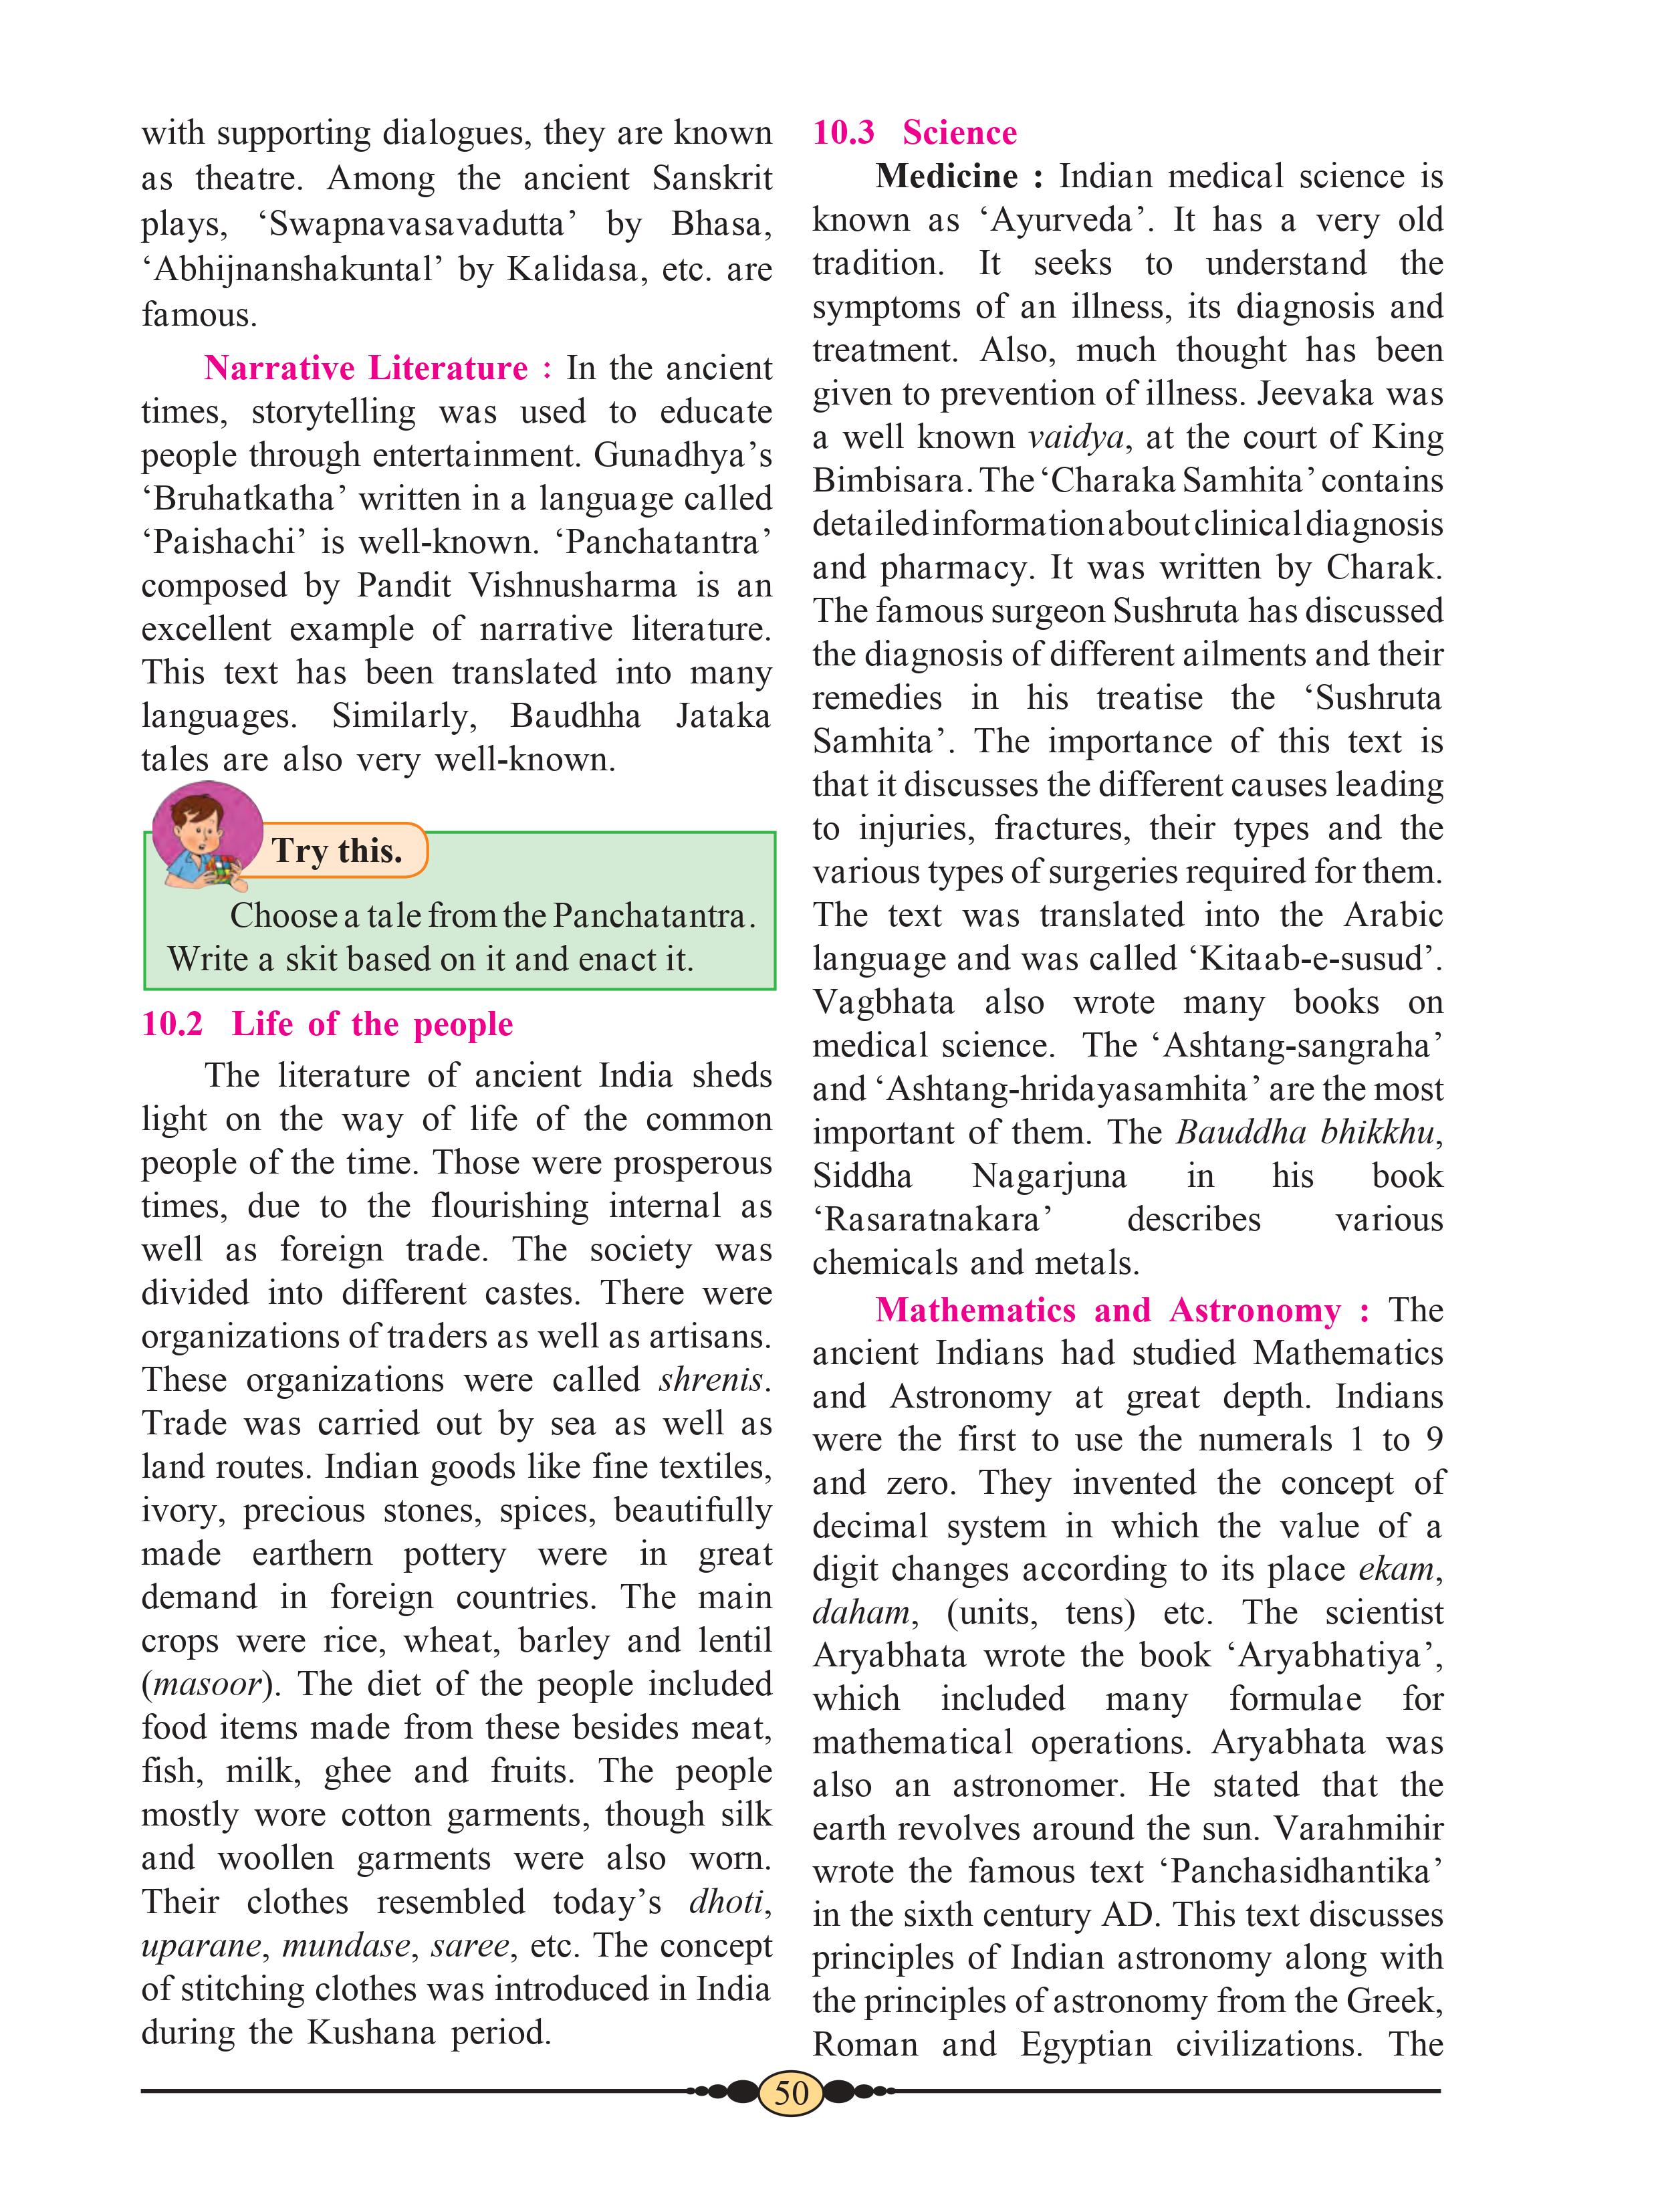 with supporting dialogues, they are known
as theatre. Among the ancient Sanskrit
plays, ‘Swapnavasavadutta’ by Bhasa,
‘Abhijnanshakuntal’ by Kalidasa, etc. are
famous.
Narrative Literature : In the ancient
times, storytelling was used to educate
people through entertainment. Gunadhya’s
‘Bruhatkatha’ written in a language called
‘Paishachi’ is well-known. ‘Panchatantra’
composed by Pandit Vishnusharma is an
excellent example of narrative literature.
This text has been translated into many
languages. Similarly, Baudhha Jataka
tales are also very well-known.
Try this.
Choose a tale from the Panchatantra.
Write a skit based on it and enact it.
10.2 Life of the people
The literature of ancient India sheds
light on the way of life of the common
people of the time. Those were prosperous
times, due to the flourishing internal as
well as foreign trade. The society was
divided into different castes. There were
organizations of traders as well as artisans.
These organizations were called shrenis.
Trade was carried out by sea as well as
land routes. Indian goods like fine textiles,
ivory, precious stones, spices, beautifully
made earthern pottery were in great
demand in foreign countries. The main
crops were rice, wheat, barley and lentil
(masoor). The diet of the people included
food items made from these besides meat,
fish, milk, ghee and fruits. The people
mostly wore cotton garments, though silk
and woollen garments were also worn.
Their clothes resembled today’s dhoti,
uparane, mundase, saree, etc. The concept
of stitching clothes was introduced in India
during the Kushana period.
10.3 Science
Medicine : Indian medical science is
known as ‘Ayurveda’. It has a very old
tradition. It seeks to understand the
symptoms of an illness, its diagnosis and
treatment. Also, much thought has been
given to prevention of illness. Jeevaka was
a well known vaidya, at the court of King
Bimbisara. The ‘Charaka Samhita’ contains
detailed information about clinical diagnosis
and pharmacy. It was written by Charak.
The famous surgeon Sushruta has discussed
the diagnosis of different ailments and their
remedies in his treatise the ‘Sushruta
Samhita’. The importance of this text is
that it discusses the different causes leading
to injuries, fractures, their types and the
various types of surgeries required for them.
The text was translated into the Arabic
language and was called ‘Kitaab-e-susud’.
Vagbhata also wrote many books on
medical science. The ‘Ashtang-sangraha’
and ‘Ashtang-hridayasamhita’ are the most
important of them. The Bauddha bhikkhu,
Siddha Nagarjuna in his book
‘Rasaratnakara’ describes various
chemicals and metals.
Mathematics and Astronomy : The
ancient Indians had studied Mathematics
and Astronomy at great depth. Indians
were the first to use the numerals 1 to 9
and zero. They invented the concept of
decimal system in which the value of a
digit changes according to its place ekam,
daham, (units, tens) etc. The scientist
Aryabhata wrote the book ‘Aryabhatiya’,
which included many formulae for
mathematical operations. Aryabhata was
also an astronomer. He stated that the
earth revolves around the sun. Varahmihir
wrote the famous text ‘Panchasidhantika’
in the sixth century AD. This text discusses
principles of Indian astronomy along with
the principles of astronomy from the Greek,
Roman and Egyptian civilizations. The
50